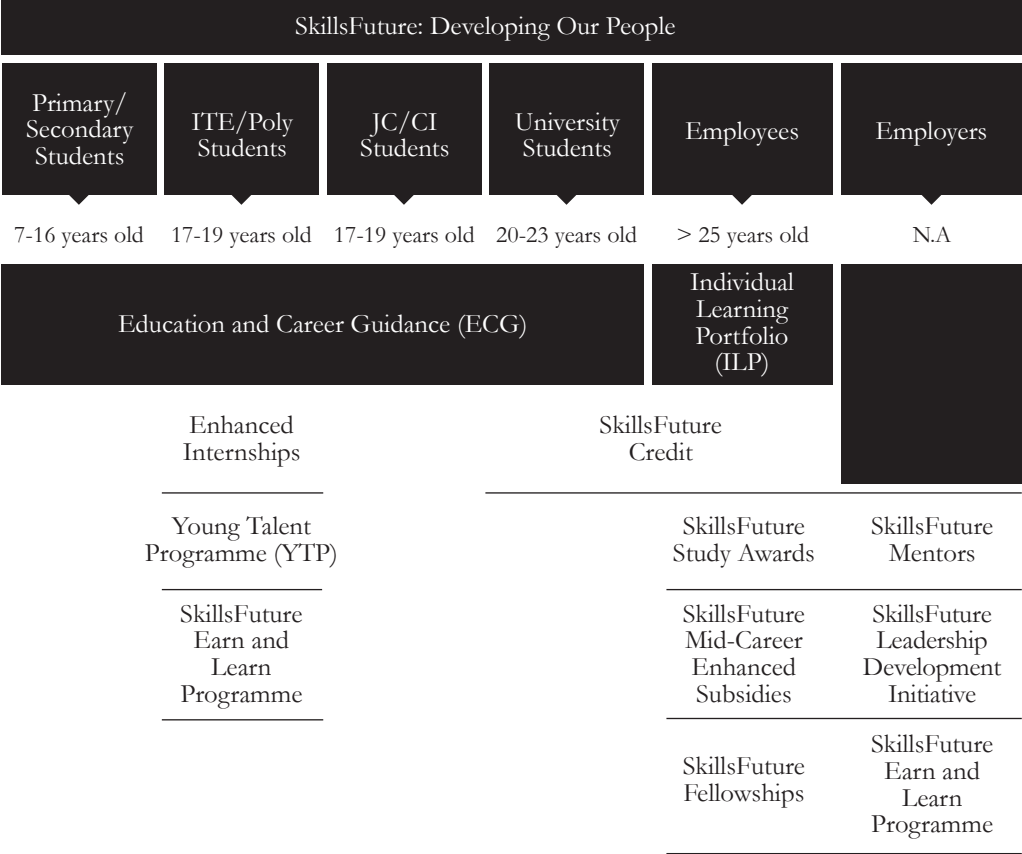 SkillsFuture: Developing Our People
Primary/
Secondary
Students
ITE/Poly
Students
JC/CI
Students
University
Students
Employees
Employers
7-16 years old
17-19 years old
17-19 years old
20-23 years old
> 25 years old
N.A
Education and Career Guidance (ECG)
Individual
Learning
Portfolio
(ILP)
Enhanced
Internships
SkillsFuture
Credit
Young Talent
Programme (YTP)
SkillsFuture
Study Awards
SkillsFuture
Mentors
SkillsFuture
Earn and
Learn
Programme
SkillsFuture
Mid-Career
Enhanced
Subsidies
SkillsFuture
Leadership
Development
Initiative
SkillsFuture
Fellowships
SkillsFuture
Earn and
Learn
Programme